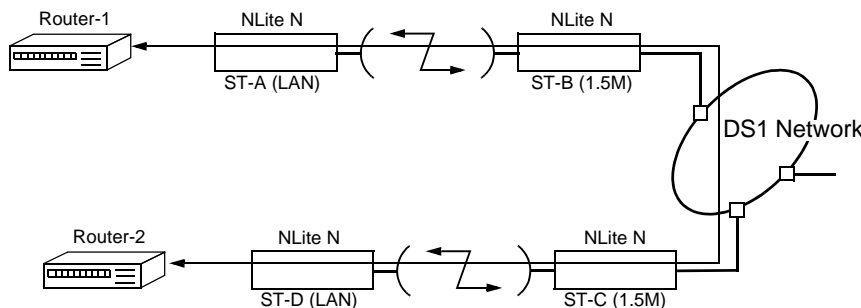 Router-1
NLite N
NLite N
ST-A (LAN)
ST-B (1.5M)
DS1 Network
Router-2
NLite N
NLite N
ST-D (LAN)
ST-C (1.5M)